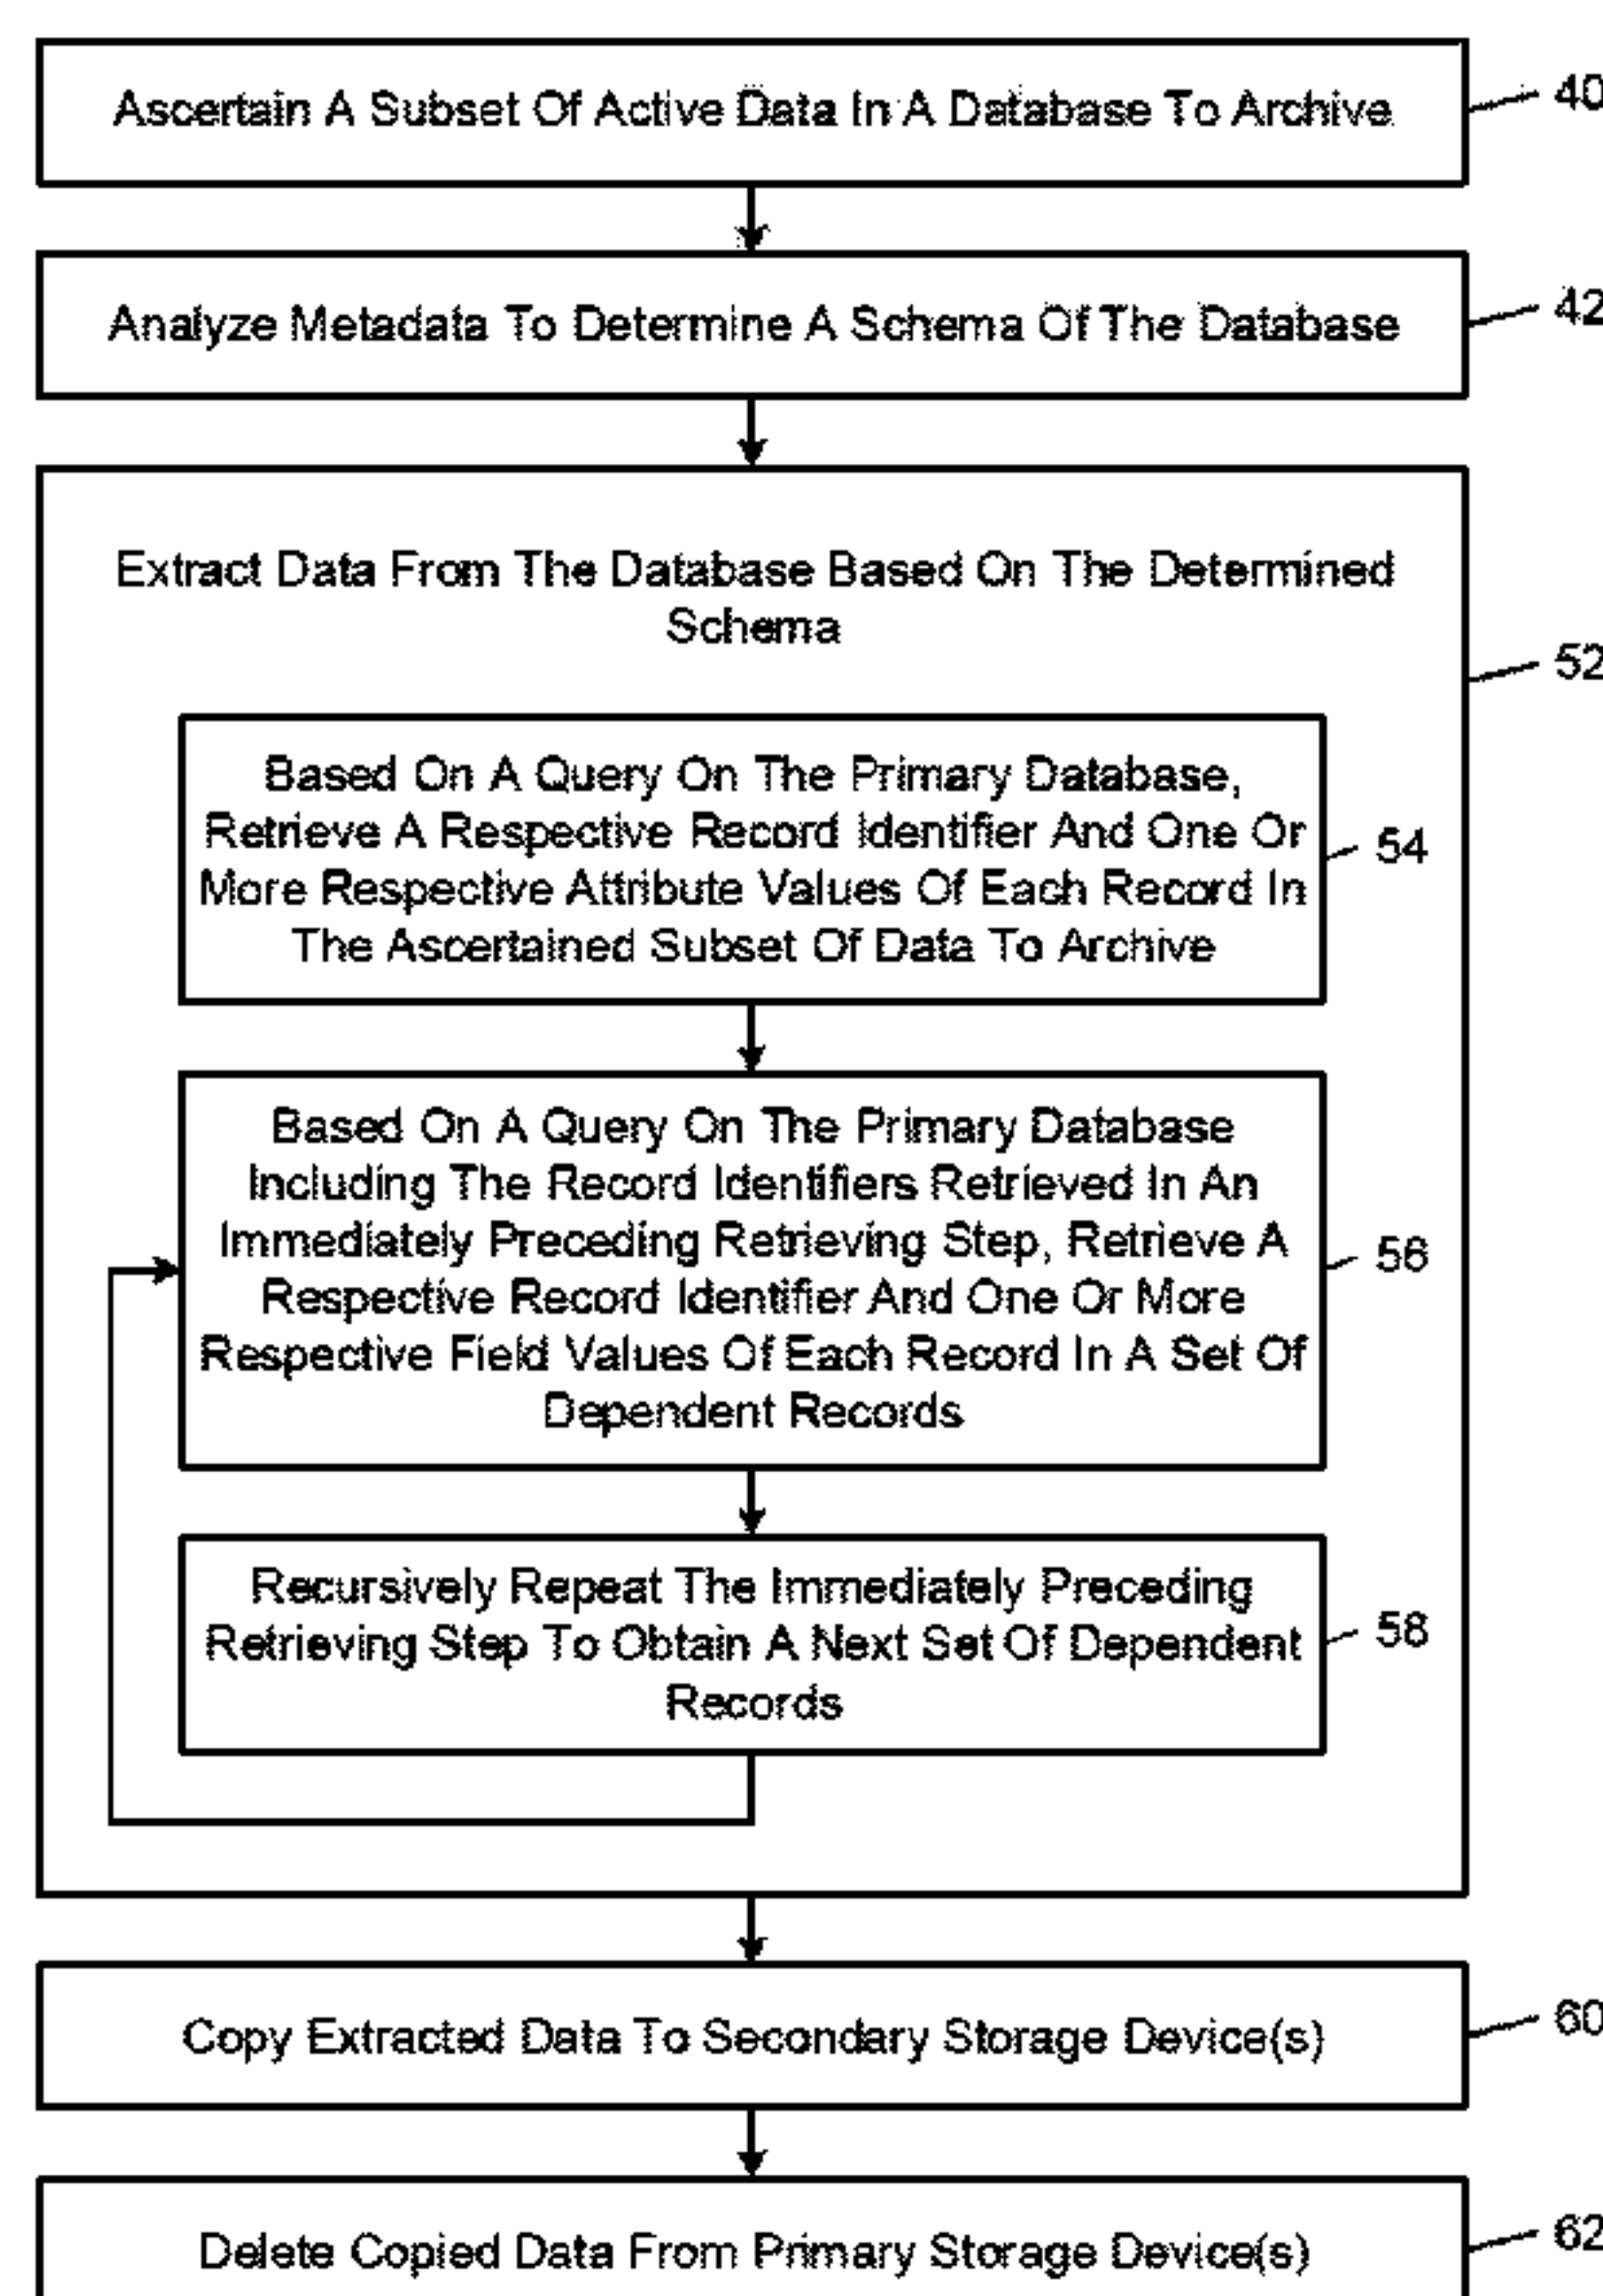 Ascertain A Subset Of Active Data In A Database To Archive
40
Analyze Metadata To Determine A Schema Of The Database
42
Extract Data From The Database Based On The Determined
Schema
52
Based On A Query On The Primary Database,
Retrieve A Respective Record Identifier And One Or
More Respective Attribute Values Of Each Record In
The Ascertained Subset Of Data To Archive
54
Based On A Query On The Primary Database
Including The Record Identifiers Retrieved In An
Immediately Preceding Retrieving Step, Retrieve A
Respective Record Identifier And One Or More
Respective Field Values Of Each Record In A Set Of
Dependent Records
56
Recursively Repeat The Immediately Preceding
Retrieving Step To Obtain A Next Set Of Dependent
Records
58
Copy Extracted Data To Secondary Storage Device(s)
60
Delete Copied Data From Primary Storage Device(s)
62